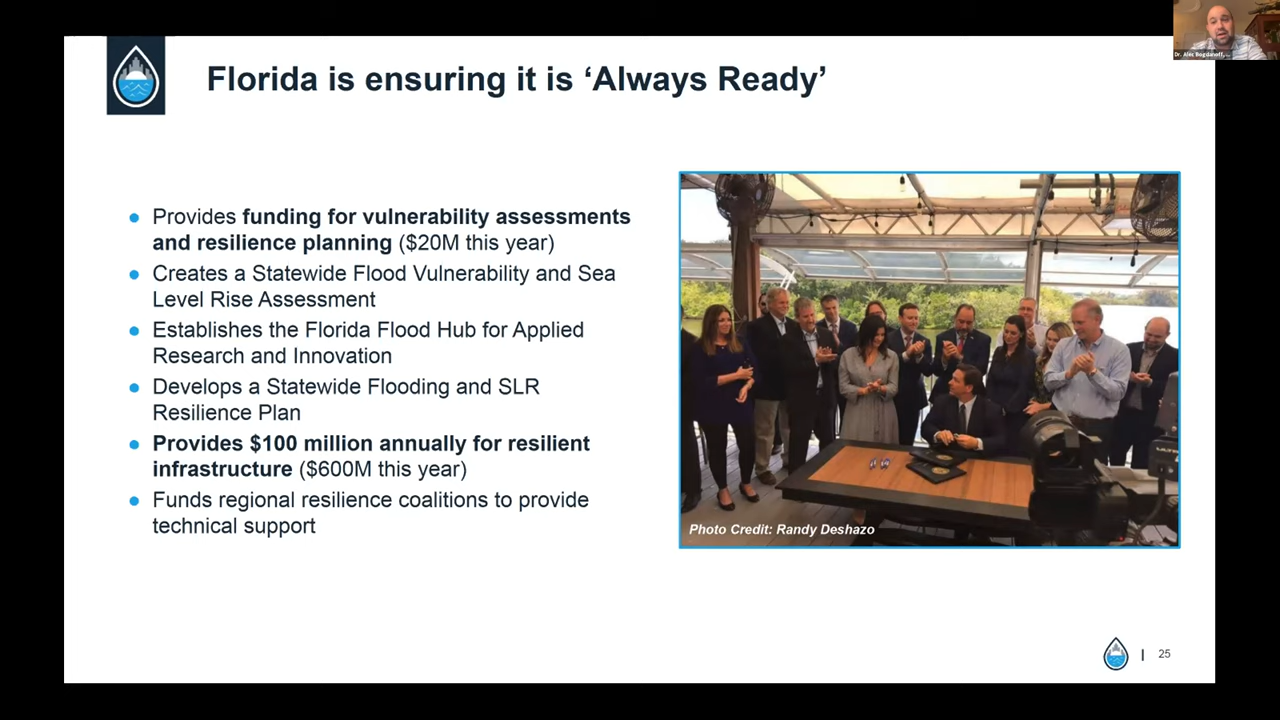 Dr. Alec Bogdanoff,
Florida is ensuring it is ‘Always Ready’
● Provides funding for vulnerability assessments
and resilience planning ($20M this year)
● Creates a Statewide Flood Vulnerability and Sea
Level Rise Assessment
● Establishes the Florida Flood Hub for Applied
Research and Innovation
● Develops a Statewide Flooding and SLR
Resilience Plan
● Provides $100 million annually for resilient
infrastructure ($600M this year)
● Funds regional resilience coalitions to provide
technical support
Photo Credit: Randy Deshazo
| 25